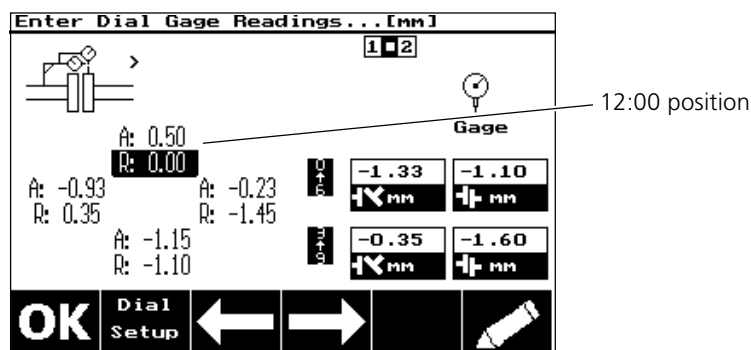 Enter Dial Gage Readings...[mm]
1 2
>
12:00 position
Gage
A: 0.50
R: 0.00
A: -0.93
R: 0.35
A: -0.23
R: -1.45
A: -1.15
R: -1.10
0↑6
-1.33
mm
-1.10
mm
3↑9
-0.35
mm
-1.60
mm
OK
Dial
Setup